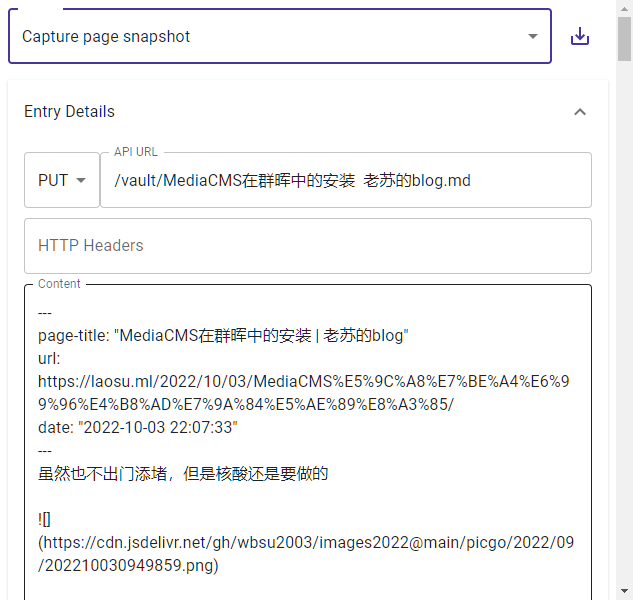 Capture page snapshot
Entry Details
API URL
PUT
/vault/MediaCMS在群晖中的安装 老苏的blog.md
HTTP Headers
Content
---
page-title: "MediaCMS在群晖中的安装 | 老苏的blog"
url:
https://laosu.ml/2022/10/03/MediaCMS%E5%9C%A8%E7%BE%A4%E6%9
9%96%E4%B8%AD%E7%9A%84%E5%AE%89%E8%A3%85/
date: "2022-10-03 22:07:33"
---
虽然也不出门添堵，但是核酸还是要做的
![]
(https://cdn.jsdelivr.net/gh/wbsu2003/images2022@main/picgo/2022/09
/202210030949859.png)